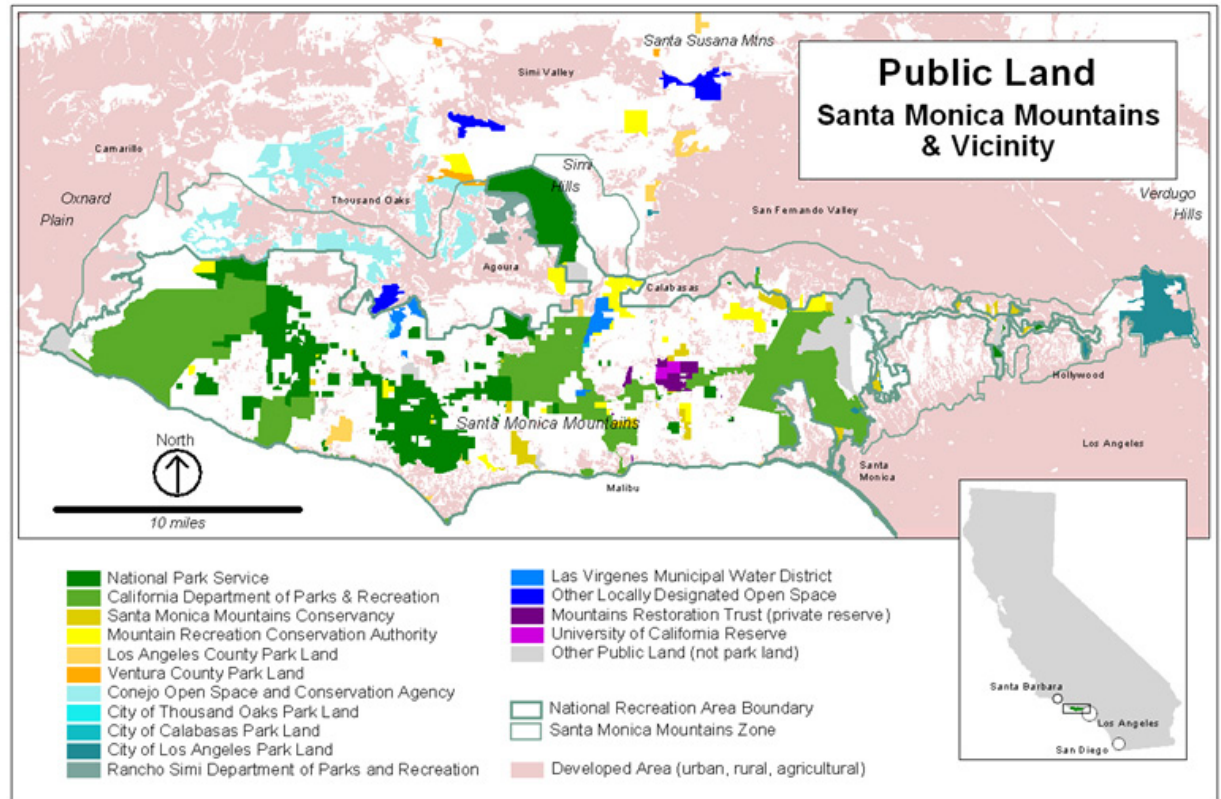 Public Land
Santa Monica Mountains
& Vicinity
Santa Susana Mtns
Simi Valley
Camarillo
Oxnard
Plain
Thousand Oaks
Simi
Hills
San Fernando Valley
Verdugo
Hills
Agoura
Calabasas
Hollywood
Santa Monica Mountains
Los Angeles
Santa
Monica
Malibu
North
10 miles
National Park Service
California Department of Parks & Recreation
Santa Monica Mountains Conservancy
Mountain Recreation Conservation Authority
Los Angeles County Park Land
Ventura County Park Land
Conejo Open Space and Conservation Agency
City of Thousand Oaks Park Land
City of Calabasas Park Land
City of Los Angeles Park Land
Rancho Simi Department of Parks and Recreation
Las Virgenes Municipal Water District
Other Locally Designated Open Space
Mountains Restoration Trust (private reserve)
University of California Reserve
Other Public Land (not park land)
National Recreation Area Boundary
Santa Monica Mountains Zone
Developed Area (urban, rural, agricultural)
Santa Barbara
Los Angeles
San Diego